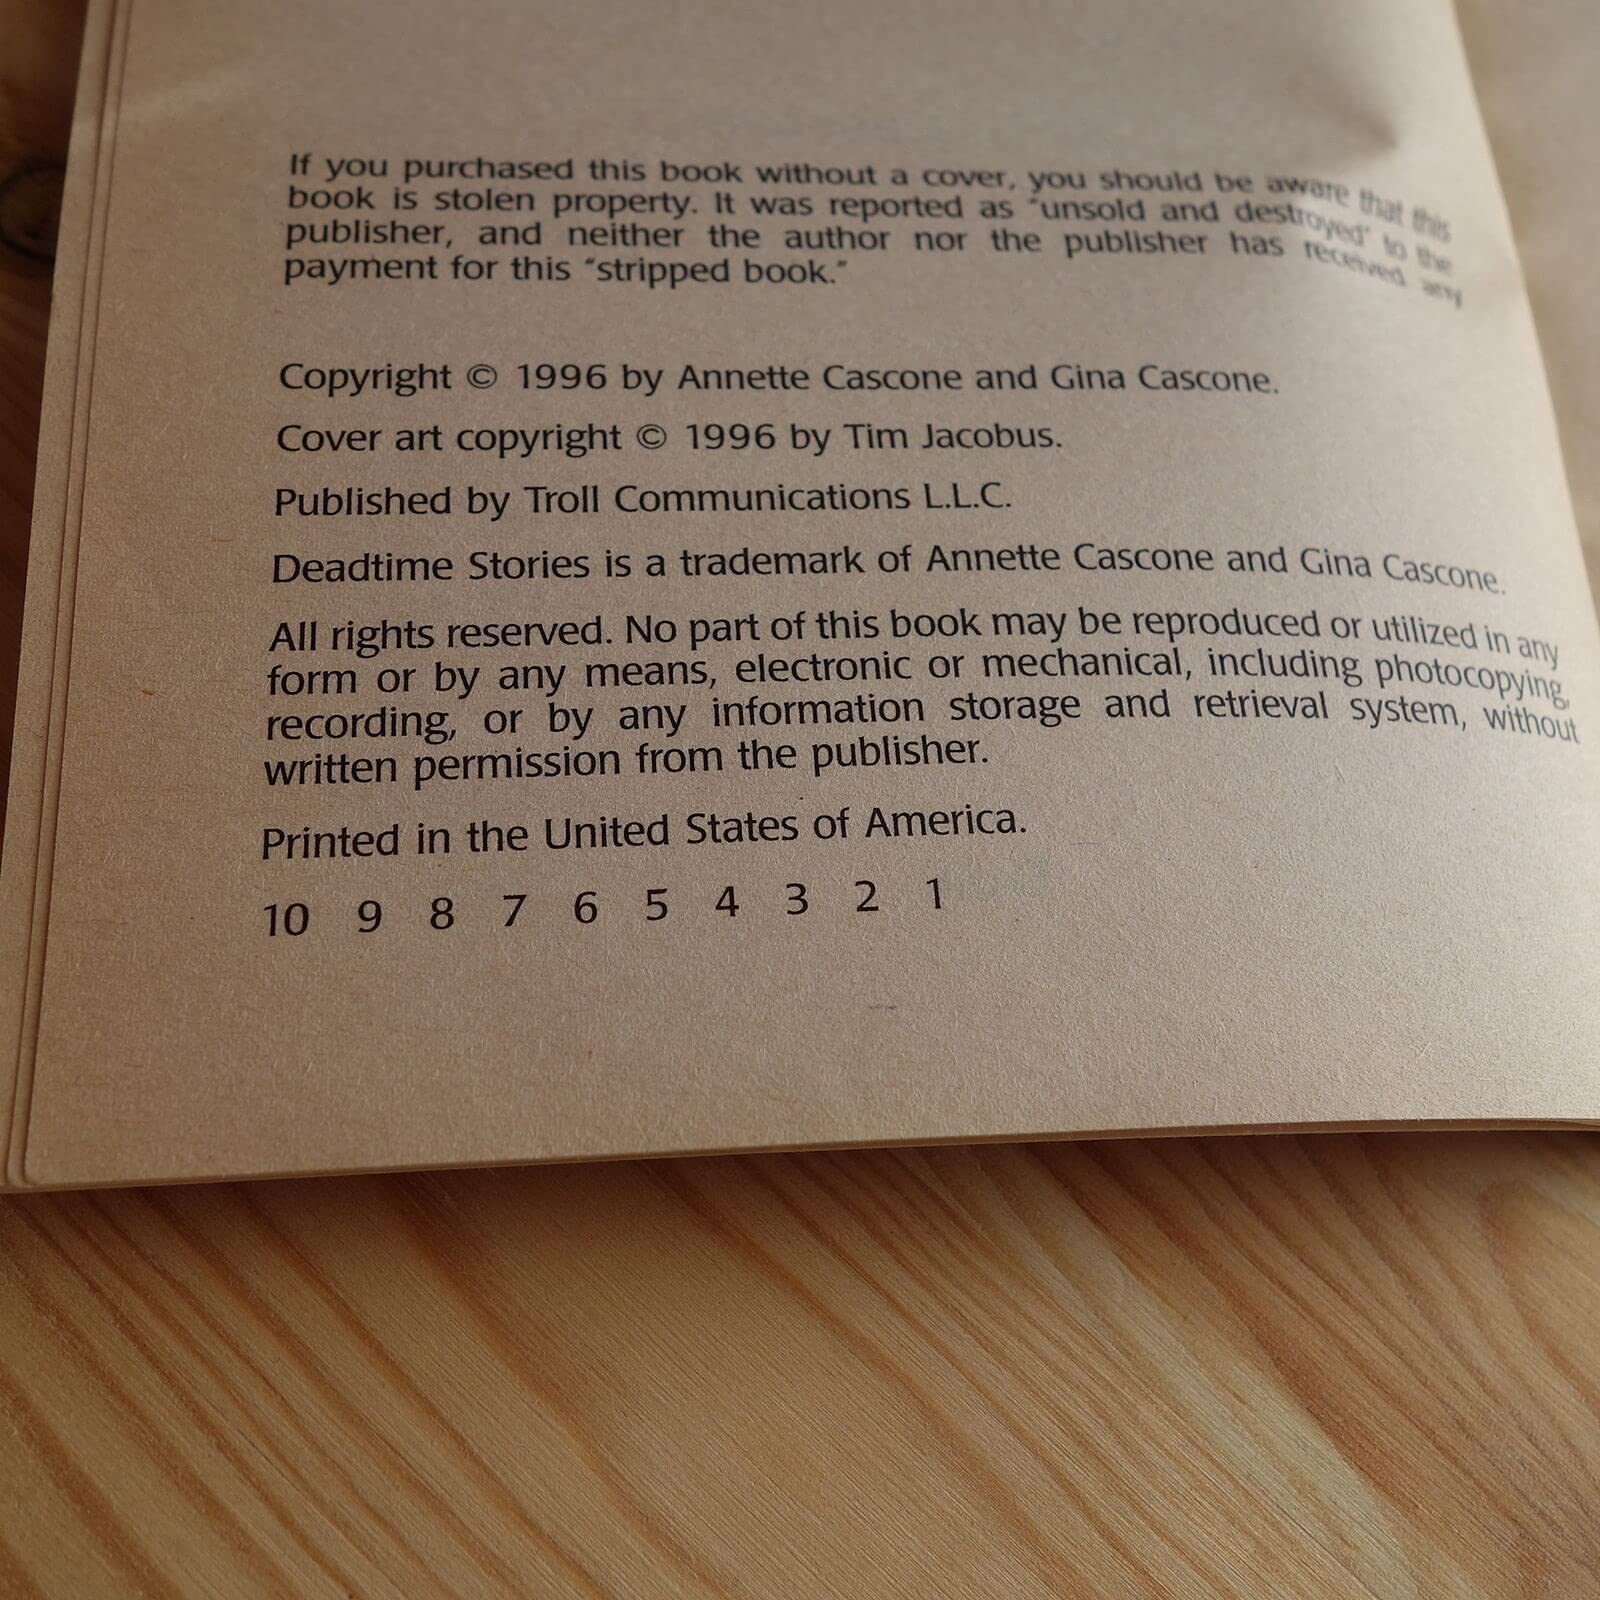 If you purchased this book without a cover, you should be aware that this
book is stolen property. It was reported as "unsold and destroyed" to the
publisher, and neither the author nor the publisher has received any
payment for this "stripped book."
Copyright © 1996 by Annette Cascone and Gina Cascone.
Cover art copyright © 1996 by Tim Jacobus.
Published by Troll Communications L.L.C.
Deadtime Stories is a trademark of Annette Cascone and Gina Cascone.
All rights reserved. No part of this book may be reproduced or utilized in any
form or by any means, electronic or mechanical, including photocopying,
recording, or by any information storage and retrieval system, without
written permission from the publisher.
Printed in the United States of America.
10 9 8 7 6 5 4 3 2 1